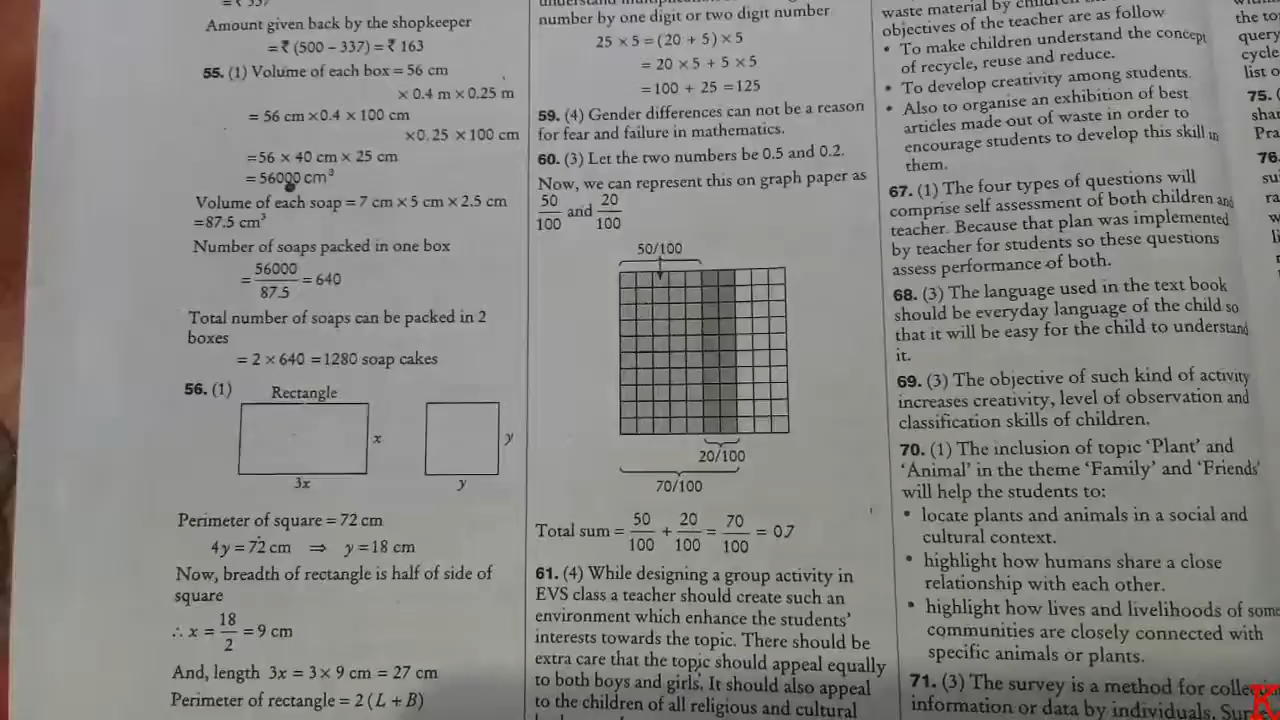 = ₹ 337
Amount given back by the shopkeeper
= ₹ (500 – 337) = ₹ 163
55. (1) Volume of each box = 56 cm
× 0.4 m × 0.25 m
= 56 cm ×0.4 × 100 cm
×0.25 × 100 cm
=56 × 40 cm × 25 cm
= 56000 cm³
Volume of each soap = 7 cm × 5 cm × 2.5 cm
=87.5 cm³
Number of soaps packed in one box
= 56000/87.5 = 640
Total number of soaps can be packed in 2
boxes
= 2 × 640 = 1280 soap cakes
56. (1)
Rectangle
x
3x
y
y
Perimeter of square = 72 cm
4y = 72 cm ⇒ y = 18 cm
Now, breadth of rectangle is half of side of
square
∴ x = 18/2 = 9 cm
And, length 3x = 3 × 9 cm = 27 cm
Perimeter of rectangle = 2 (L + B)
number by one digit or two digit number
25 × 5 = (20 + 5) × 5
= 20 × 5 + 5 × 5
= 100 + 25 = 125
59. (4) Gender differences can not be a reason
for fear and failure in mathematics.
60. (3) Let the two numbers be 0.5 and 0.2.
Now, we can represent this on graph paper as
50/100 and 20/100
50/100
20/100
70/100
Total sum = 50/100 + 20/100 = 70/100 = 0.7
61. (4) While designing a group activity in
EVS class a teacher should create such an
environment which enhance the students'
interests towards the topic. There should be
extra care that the topic should appeal equally
to both boys and girls. It should also appeal
to the children of all religious and cultural
waste material by children
objectives of the teacher are as follow
• To make children understand the concept
of recycle, reuse and reduce.
• To develop creativity among students.
• Also to organise an exhibition of best
articles made out of waste in order to
encourage students to develop this skill in
them.
67. (1) The four types of questions will
comprise self assessment of both children and
teacher. Because that plan was implemented
by teacher for students so these questions
assess performance of both.
68. (3) The language used in the text book
should be everyday language of the child so
that it will be easy for the child to understand
it.
69. (3) The objective of such kind of activity
increases creativity, level of observation and
classification skills of children.
70. (1) The inclusion of topic 'Plant' and
'Animal' in the theme 'Family' and 'Friends'
will help the students to:
• locate plants and animals in a social and
cultural context.
• highlight how humans share a close
relationship with each other.
• highlight how lives and livelihoods of some
communities are closely connected with
specific animals or plants.
71. (3) The survey is a method for
information or data by individuals.
the
query
cycle
list
75.
76.
K